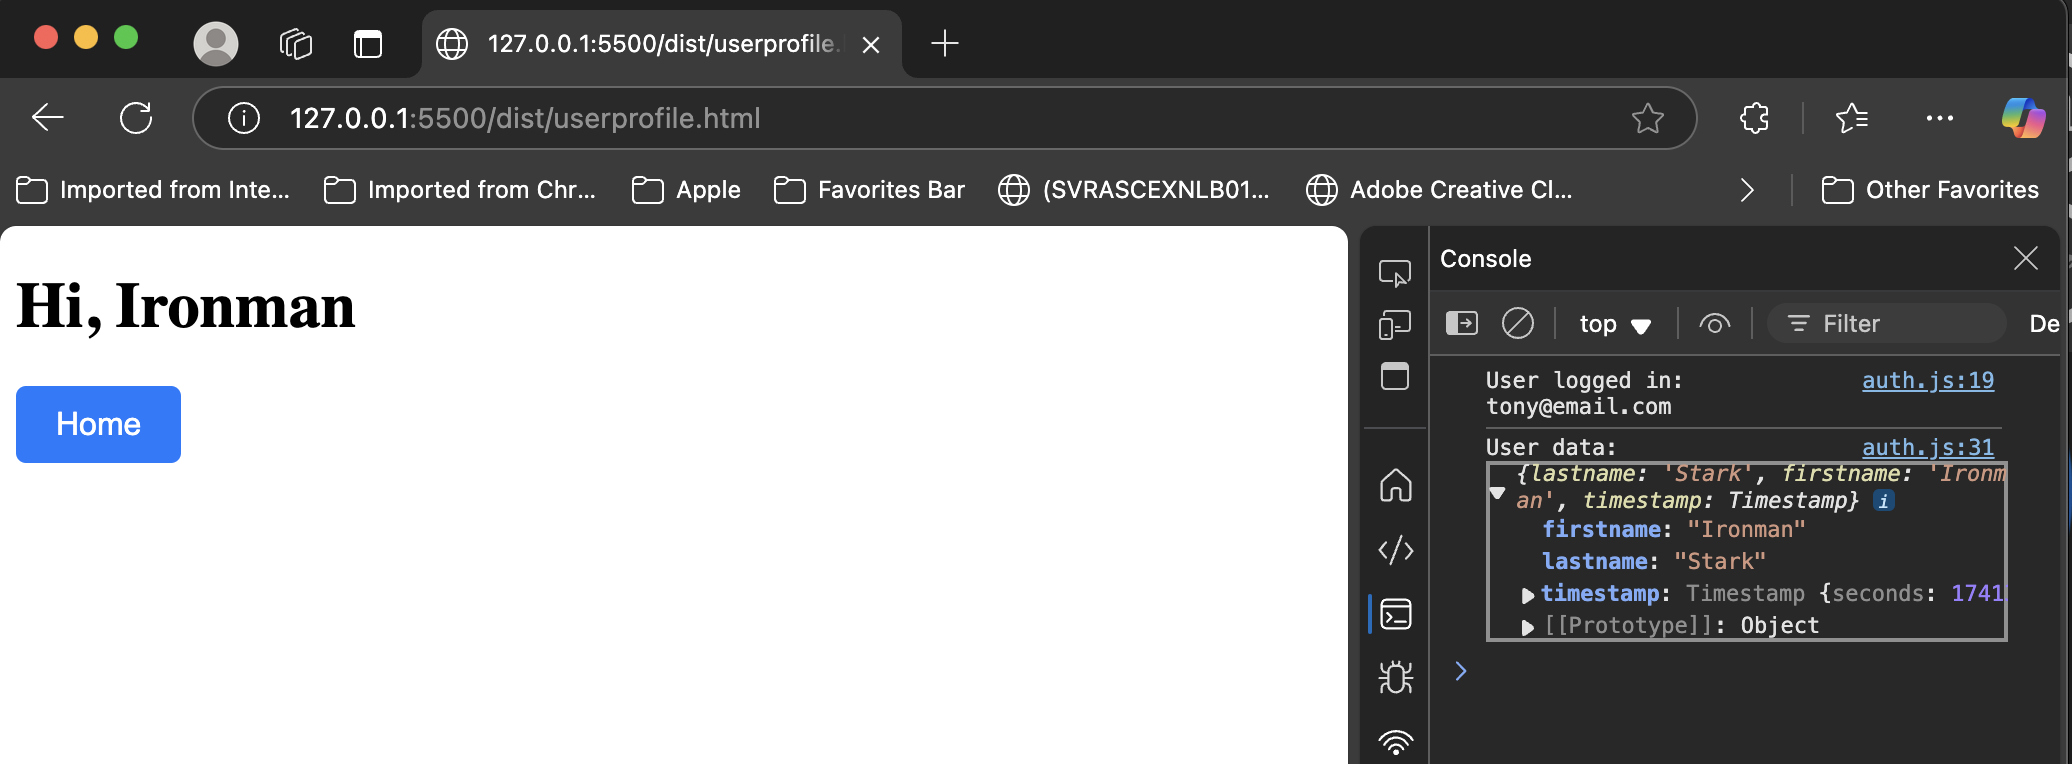 127.0.0.1:5500/dist/userprofile.
127.0.0.1:5500/dist/userprofile.html
Imported from Inte... Imported from Chr... Apple Favorites Bar (SVRASCEXNLB01... Adobe Creative Cl... Other Favorites
Hi, Ironman
Home
Console
top Filter De
User logged in: auth.js:19
tony@email.com
User data: auth.js:31
{lastname: 'Stark', firstname: 'Ironm
an', timestamp: Timestamp} i
firstname: "Ironman"
lastname: "Stark"
timestamp: Timestamp {seconds: 1741
[[Prototype]]: Object